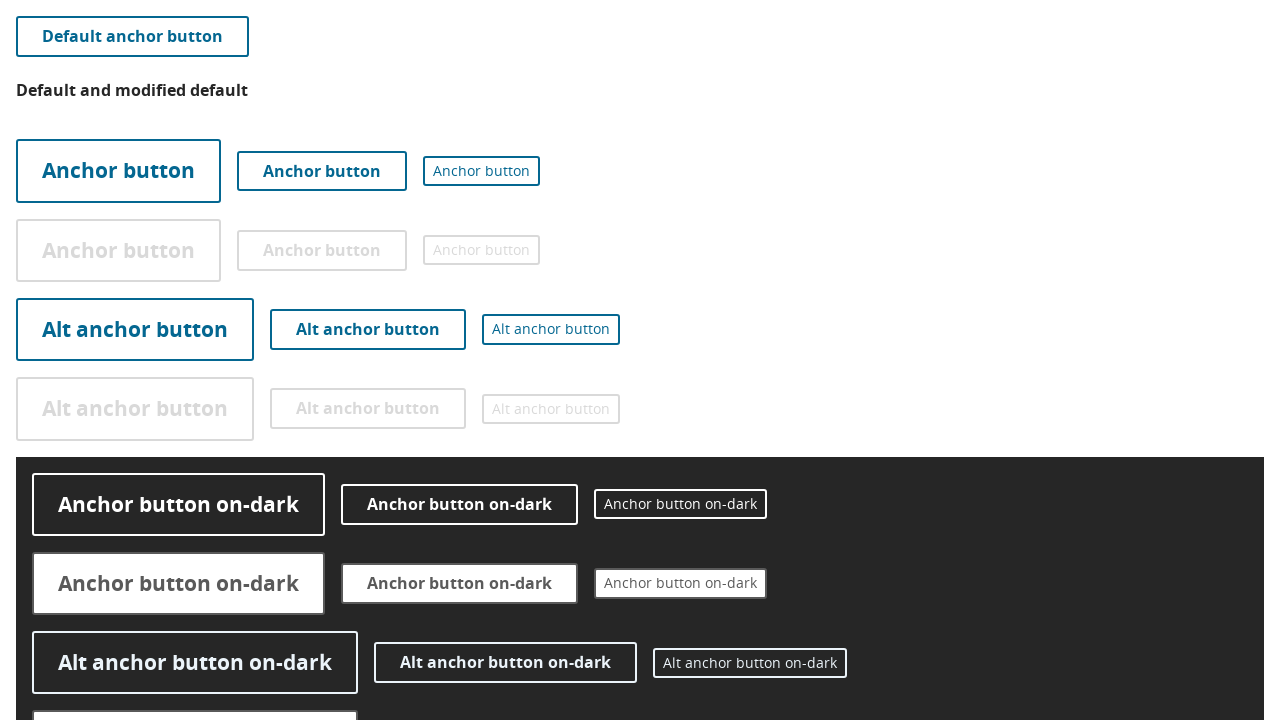 Default anchor button
Default and modified default
Anchor button Anchor button Anchor button
Anchor button Anchor button Anchor button
Alt anchor button Alt anchor button Alt anchor button
Alt anchor button Alt anchor button Alt anchor button
Anchor button on-dark Anchor button on-dark Anchor button on-dark
Anchor button on-dark Anchor button on-dark Anchor button on-dark
Alt anchor button on-dark Alt anchor button on-dark Alt anchor button on-dark